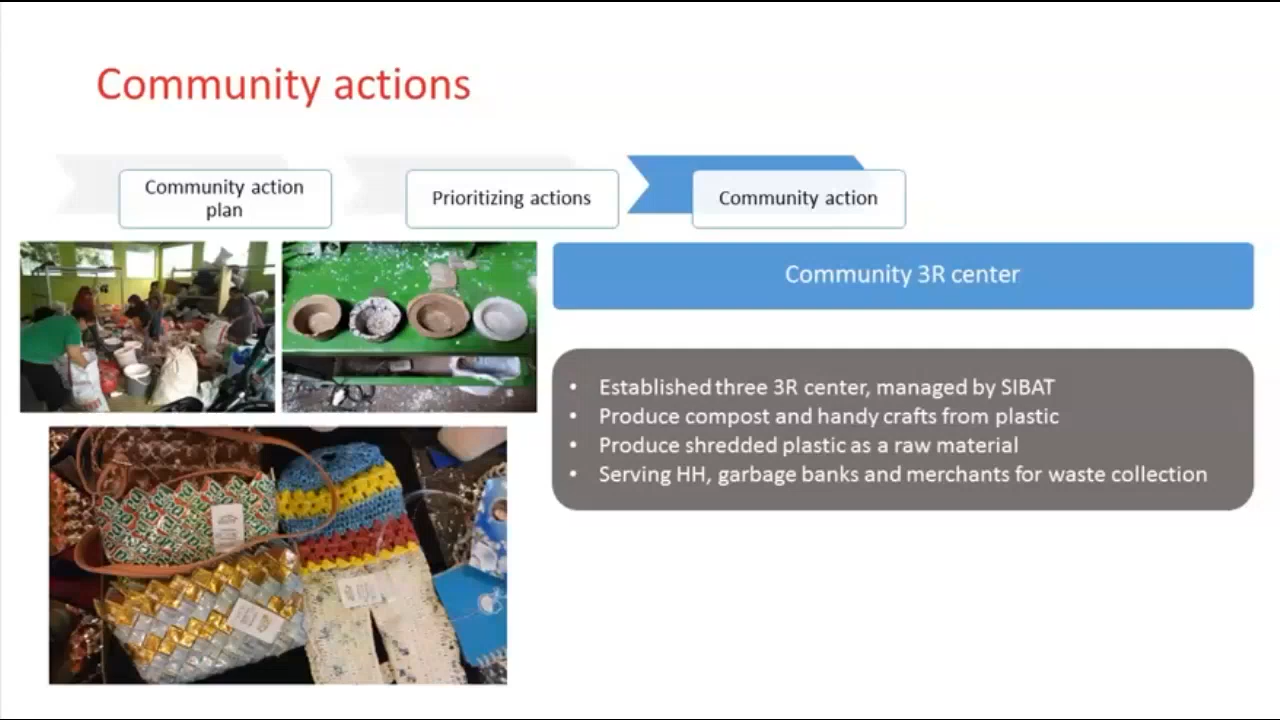 Community actions
Community action
plan
Prioritizing actions
Community action
Community 3R center
• Established three 3R center, managed by SIBAT
• Produce compost and handy crafts from plastic
• Produce shredded plastic as a raw material
• Serving HH, garbage banks and merchants for waste collection